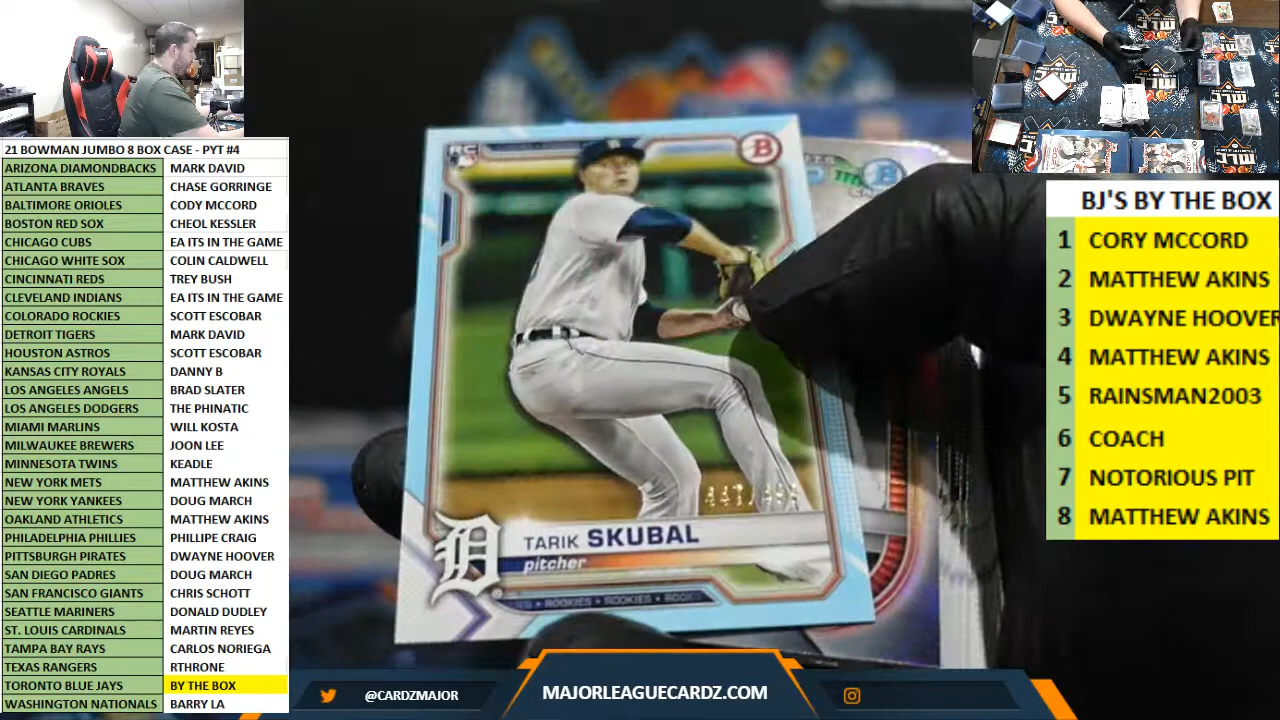 21 BOWMAN JUMBO 8 BOX CASE - PYT #4
ARIZONA DIAMONDBACKS MARK DAVID
ATLANTA BRAVES CHASE GORRINGE
BALTIMORE ORIOLES CODY MCCORD
BOSTON RED SOX CHEOL KESSLER
CHICAGO CUBS EA ITS IN THE GAME
CHICAGO WHITE SOX COLIN CALDWELL
CINCINNATI REDS TREY BUSH
CLEVELAND INDIANS EA ITS IN THE GAME
COLORADO ROCKIES SCOTT ESCOBAR
DETROIT TIGERS MARK DAVID
HOUSTON ASTROS SCOTT ESCOBAR
KANSAS CITY ROYALS DANNY B
LOS ANGELES ANGELS BRAD SLATER
LOS ANGELES DODGERS THE PHINATIC
MIAMI MARLINS WILL KOSTA
MILWAUKEE BREWERS JOON LEE
MINNESOTA TWINS KEADLE
NEW YORK METS MATTHEW AKINS
NEW YORK YANKEES DOUG MARCH
OAKLAND ATHLETICS MATTHEW AKINS
PHILADELPHIA PHILLIES PHILLIPE CRAIG
PITTSBURGH PIRATES DWAYNE HOOVER
SAN DIEGO PADRES DOUG MARCH
SAN FRANCISCO GIANTS CHRIS SCHOTT
SEATTLE MARINERS DONALD DUDLEY
ST. LOUIS CARDINALS MARTIN REYES
TAMPA BAY RAYS CARLOS NORIEGA
TEXAS RANGERS RTHRONE
TORONTO BLUE JAYS BY THE BOX
WASHINGTON NATIONALS BARRY LA
RC
B
D
TARIK SKUBAL
pitcher
ROOKIES • ROOKIES
@CARDZMAJOR
MAJORLEAGUECARDZ.COM
BJ'S BY THE BOX
1 CORY MCCORD
2 MATTHEW AKINS
3 DWAYNE HOOVER
4 MATTHEW AKINS
5 RAINSMAN2003
6 COACH
7 NOTORIOUS PIT
8 MATTHEW AKINS